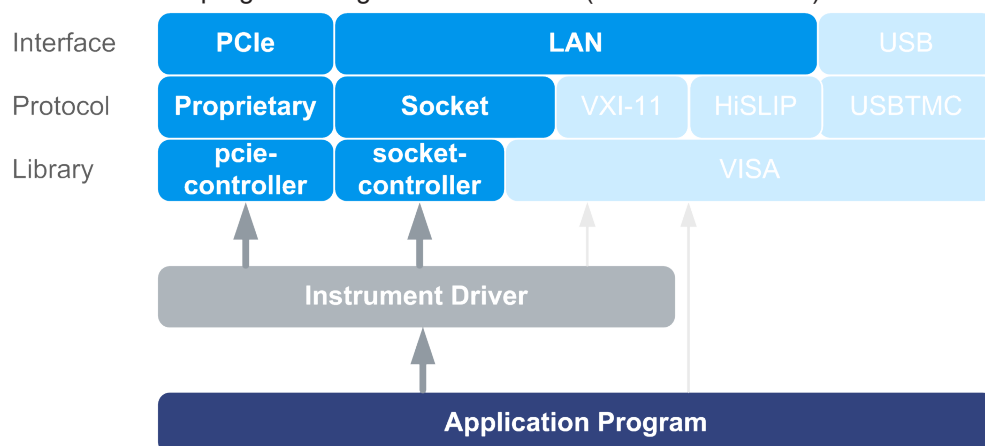 Interface PCIe LAN USB
Protocol Proprietary Socket VXI-11 HiSLIP USBTMC
Library pcie- socket- VISA
controller controller
Instrument Driver
Application Program